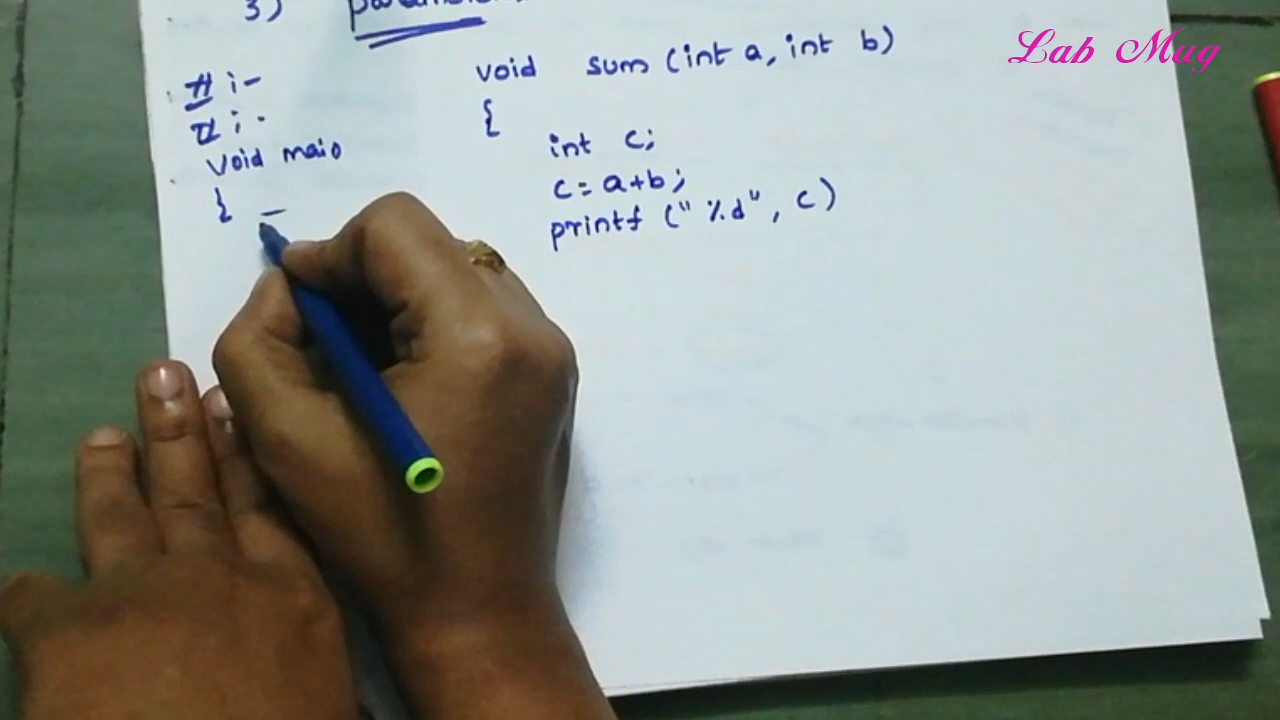 3)
# i-
# i-
void main
{
void sum (int a, int b)
{
int c;
c= a+b;
printf ("%d", c)
Lab Mug